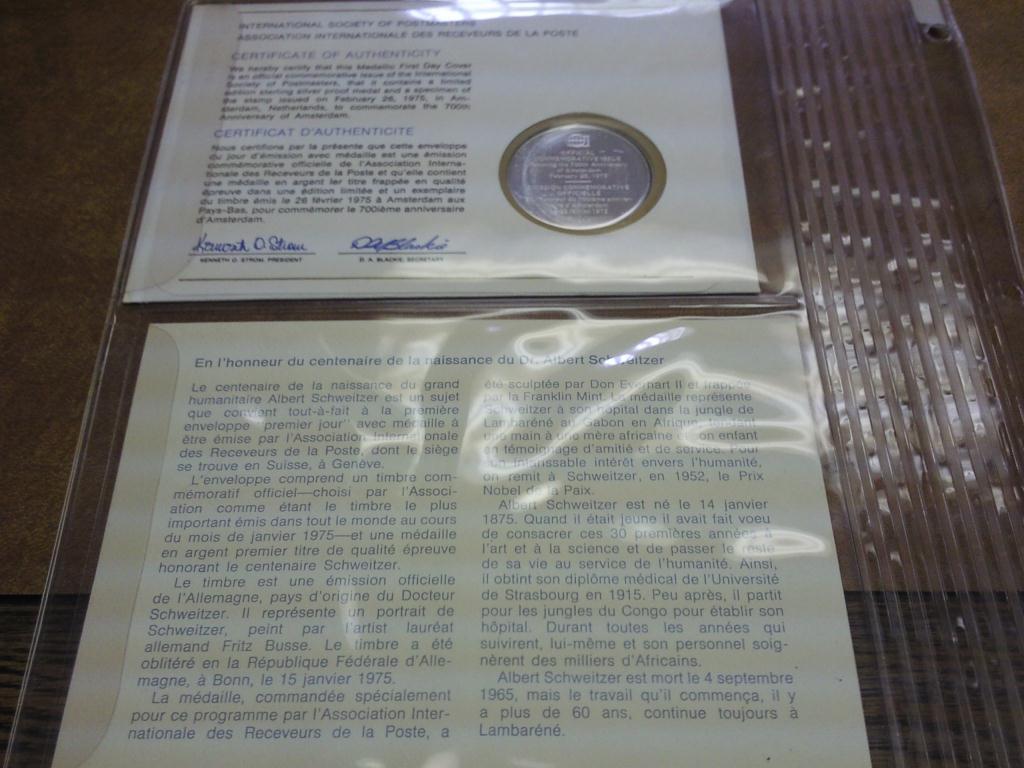 INTERNATIONAL SOCIETY OF POSTMASTERS
ASSOCIATION INTERNATIONALE DES RECEVEURS DE LA POSTE
CERTIFICATE OF AUTHENTICITY
We hereby certify that this Medallic First Day Cover
is an official commemorative issue of the International
Society of Postmasters, that it contains a limited
edition sterling silver proof medal and a specimen of
the stamp issued on February 26, 1975, in Am-
sterdam, Netherlands, to commemorate the 700th
Anniversary of Amsterdam.
CERTIFICAT D'AUTHENTICITE
Nous certifions par la présente que cette enveloppe
du jour d'émission avec médaille est une émission
commémorative officielle de l'Association Interna-
tionale des Receveurs de la Poste et qu'elle contient
une médaille en argent 1er titre frappée en qualité
épreuve dans une édition limitée et un exemplaire
du timbre émis le 26 février 1975 à Amsterdam aux
Pays-Bas, pour commémorer le 700ième anniversaire
d'Amsterdam.
Kenneth O. Strom
D A Blackie
KENNETH O. STROM, PRESIDENT
D. A. BLACKIE, SECRETARY
OFFICIAL
COMMEMORATIVE ISSUE
of Amsterdam
February 26, 1975
EMISSION COMMEMORATIVE
OFFICIELLE
En l'honneur du centenaire de la naissance du Dr. Albert Schweitzer
Le centenaire de la naissance du grand
humanitaire Albert Schweitzer est un sujet
que convient tout-à-fait à la première
enveloppe "premier jour" avec médaille à
être émise par l'Association Internationale
des Receveurs de la Poste, dont le siège
se trouve en Suisse, à Genève.
L'enveloppe comprend un timbre com-
mémoratif officiel—choisi par l'Associ-
ation comme étant le timbre le plus
important émis dans tout le monde au cours
du mois de janvier 1975—et une médaille
en argent premier titre de qualité épreuve
honorant le centenaire Schweitzer.
Le timbre est une émission officielle
de l'Allemagne, pays d'origine du Docteur
Schweitzer. Il représente un portrait de
Schweitzer, peint par l'artist lauréat
allemand Fritz Busse. Le timbre a été
oblitéré en la République Fédérale d'Alle-
magne, à Bonn, le 15 janvier 1975.
La médaille, commandée spécialement
pour ce programme par l'Association Inter-
nationale des Receveurs de la Poste, a
été sculptée par Don Everhart II et frappée
par la Franklin Mint. La médaille représente
Schweitzer à son hôpital dans la jungle de
Lambaréné au Gabon en Afrique, tendant
une main à une mère africaine et son enfant
en témoignage d'amitié et de service. Pour
son intarissable intérêt envers l'humanité,
on remit à Schweitzer, en 1952, le Prix
Nobel de la Paix.
Albert Schweitzer est né le 14 janvier
1875. Quand il était jeune il avait fait voeu
de consacrer ces 30 premières années à
l'art et à la science et de passer le reste
de sa vie au service de l'humanité. Ainsi,
il obtint son diplôme médical de l'Université
de Strasbourg en 1915. Peu après, il partit
pour les jungles du Congo pour établir son
hôpital. Durant toutes les années qui
suivirent, lui-même et son personnel soig-
nèrent des milliers d'Africains.
Albert Schweitzer est mort le 4 septembre
1965, mais le travail qu'il commença, il y
a plus de 60 ans, continue toujours à
Lambaréné.